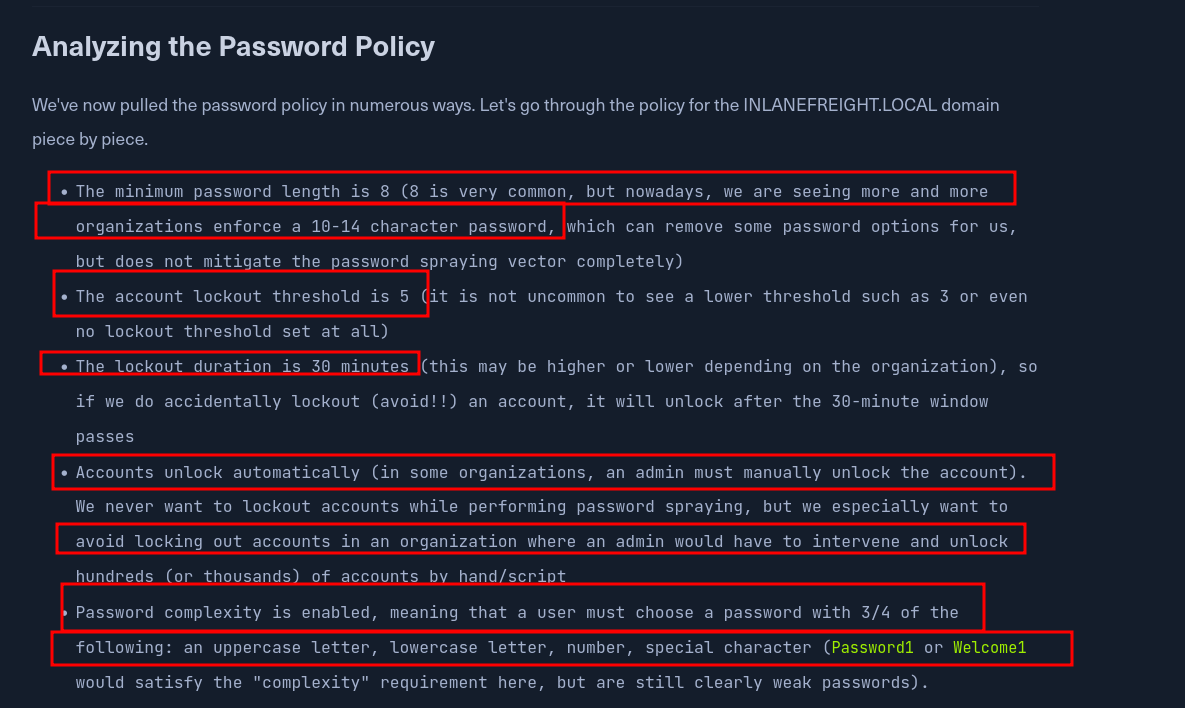 Analyzing the Password Policy
We've now pulled the password policy in numerous ways. Let's go through the policy for the INLANEFREIGHT.LOCAL domain
piece by piece.
• The minimum password length is 8 (8 is very common, but nowadays, we are seeing more and more
organizations enforce a 10-14 character password, which can remove some password options for us,
but does not mitigate the password spraying vector completely)
• The account lockout threshold is 5 (it is not uncommon to see a lower threshold such as 3 or even
no lockout threshold set at all)
• The lockout duration is 30 minutes (this may be higher or lower depending on the organization), so
if we do accidentally lockout (avoid!!) an account, it will unlock after the 30-minute window
passes
• Accounts unlock automatically (in some organizations, an admin must manually unlock the account).
We never want to lockout accounts while performing password spraying, but we especially want to
avoid locking out accounts in an organization where an admin would have to intervene and unlock
hundreds (or thousands) of accounts by hand/script
• Password complexity is enabled, meaning that a user must choose a password with 3/4 of the
following: an uppercase letter, lowercase letter, number, special character (Password1 or Welcome1
would satisfy the "complexity" requirement here, but are still clearly weak passwords).